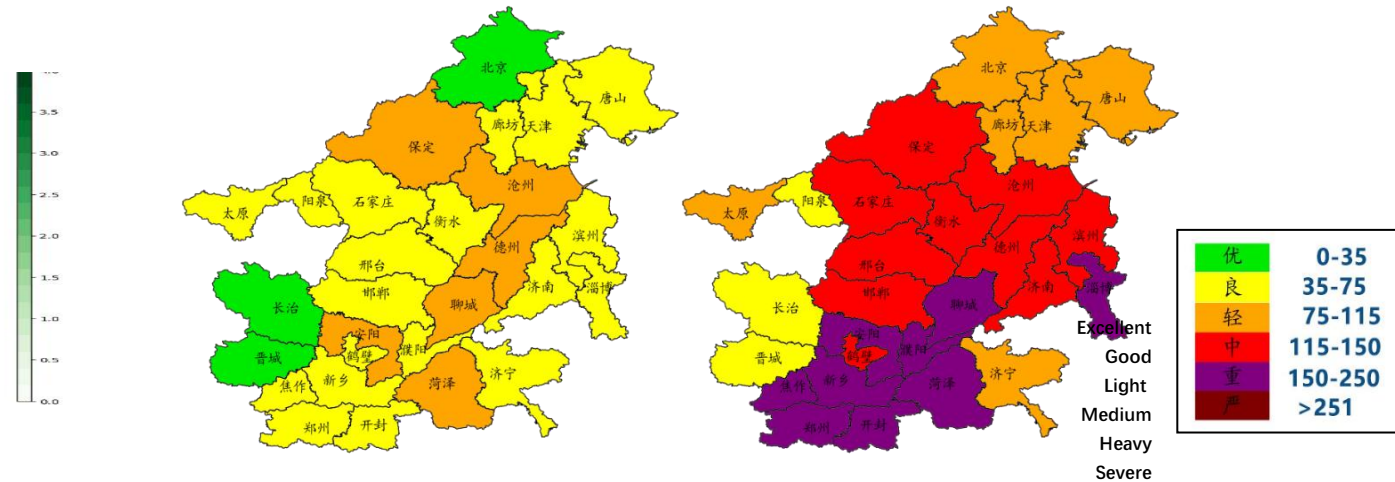 4.0
3.5
3.0
2.5
2.0
1.5
1.0
0.5
0.0
北京
唐山
廊坊
天津
保定
沧州
阳泉
石家庄
太原
衡水
滨州
德州
邢台
淄博
济南
邯郸
长治
聊城
安阳
鹤壁
濮阳
晋城
济宁
新乡
焦作
菏泽
郑州
开封
北京
唐山
廊坊
天津
保定
沧州
阳泉
石家庄
太原
衡水
滨州
德州
邢台
淄博
济南
邯郸
长治
聊城
安阳
鹤壁
濮阳
晋城
济宁
新乡
焦作
菏泽
郑州
开封
优 0-35
良 35-75
轻 75-115
中 115-150
重 150-250
严 >251
Excellent
Good
Light
Medium
Heavy
Severe